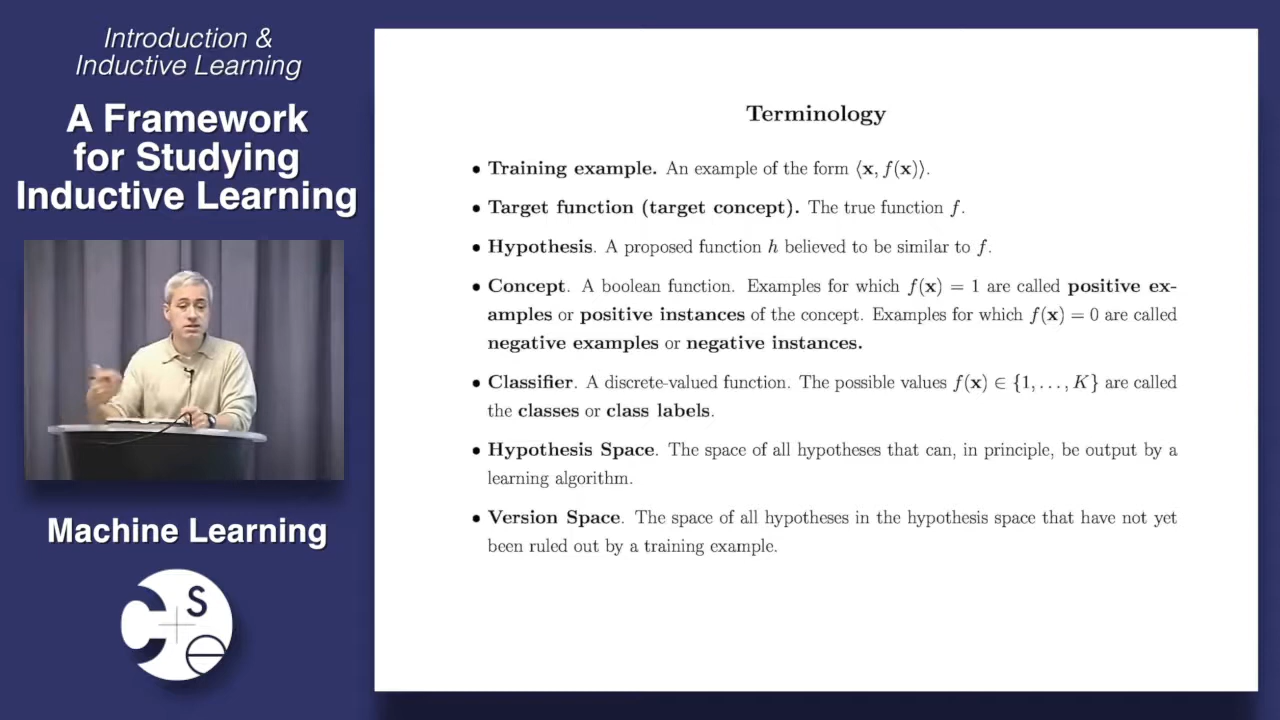 Introduction &
Inductive Learning
A Framework
for Studying
Inductive Learning
Machine Learning
C S e
Terminology
• Training example. An example of the form ⟨x, f(x)⟩.
• Target function (target concept). The true function f.
• Hypothesis. A proposed function h believed to be similar to f.
• Concept. A boolean function. Examples for which f(x) = 1 are called positive ex-
amples or positive instances of the concept. Examples for which f(x) = 0 are called
negative examples or negative instances.
• Classifier. A discrete-valued function. The possible values f(x) ∈ {1, . . . , K} are called
the classes or class labels.
• Hypothesis Space. The space of all hypotheses that can, in principle, be output by a
learning algorithm.
• Version Space. The space of all hypotheses in the hypothesis space that have not yet
been ruled out by a training example.